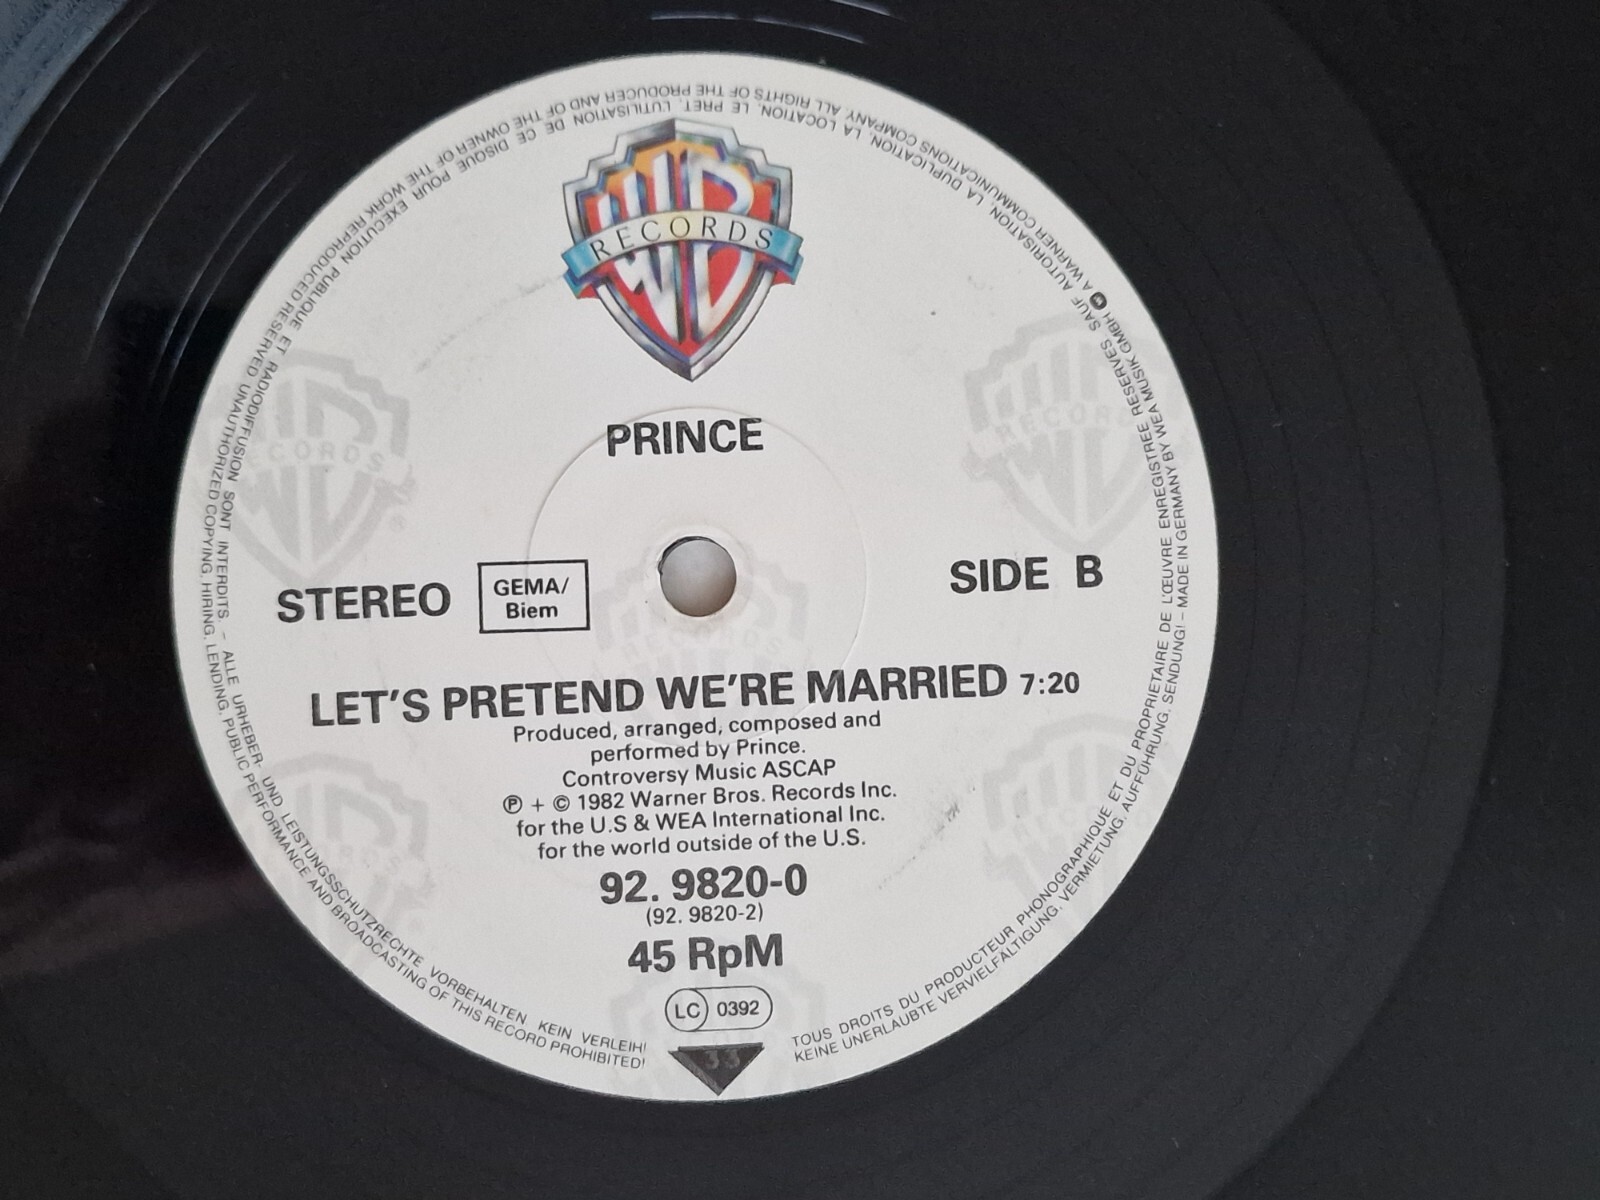 WB
RECORDS
PRINCE
STEREO
GEMA/
Biem
SIDE B
LET'S PRETEND WE'RE MARRIED 7:20
Produced, arranged, composed and
performed by Prince.
Controversy Music ASCAP
℗ + © 1982 Warner Bros. Records Inc.
for the U.S & WEA International Inc.
for the world outside of the U.S.
92. 9820-0
(92. 9820-2)
45 RpM
LC 0392
33
TOUS DROITS DU PRODUCTEUR PHONOGRAPHIQUE ET DU PROPRIETAIRE DE L'ŒUVRE ENREGISTREE RESERVES SAUF AUTORISATION, LA DUPLICATION, LA LOCATION, LE PRET, L'UTILISATION DE CE DISQUE POUR EXECUTION PUBLIQUE ET RADIODIFFUSION SONT INTERDITS. – ALLE URHEBER- UND LEISTUNGSSCHUTZRECHTE VORBEHALTEN KEIN VERLEIH!
KEINE UNERLAUBTE VERVIELFÄLTIGUNG, VERMIETUNG, AUFFÜHRUNG, SENDUNG! – MADE IN GERMANY BY WEA MUSIK GMBH A WARNER COMMUNICATIONS COMPANY. ALL RIGHTS OF THE PRODUCER AND OF THE OWNER OF THE WORK REPRODUCED RESERVED UNAUTHORIZED COPYING, HIRING, LENDING, PUBLIC PERFORMANCE AND BROADCASTING OF THIS RECORD PROHIBITED!